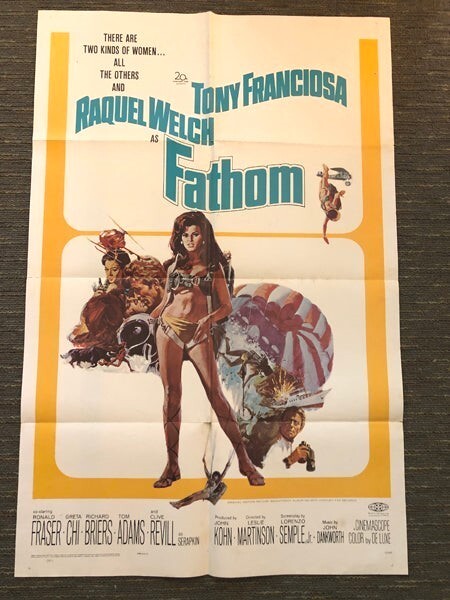 THERE ARE
TWO KINDS OF WOMEN...
ALL
THE OTHERS
AND
20
TONY FRANCIOSA
RAQUEL WELCH
AS
Fathom
co-starring
RONALD FRASER · GRETA CHI · RICHARD BRIERS · TOM ADAMS · and CLIVE REVILL as SERAPKIN
Produced by JOHN KOHN · Directed by LESLIE MARTINSON · Screenplay by LORENZO SEMPLE, Jr. · Music by JOHN DANKWORTH
CINEMASCOPE
COLOR by DE LUXE